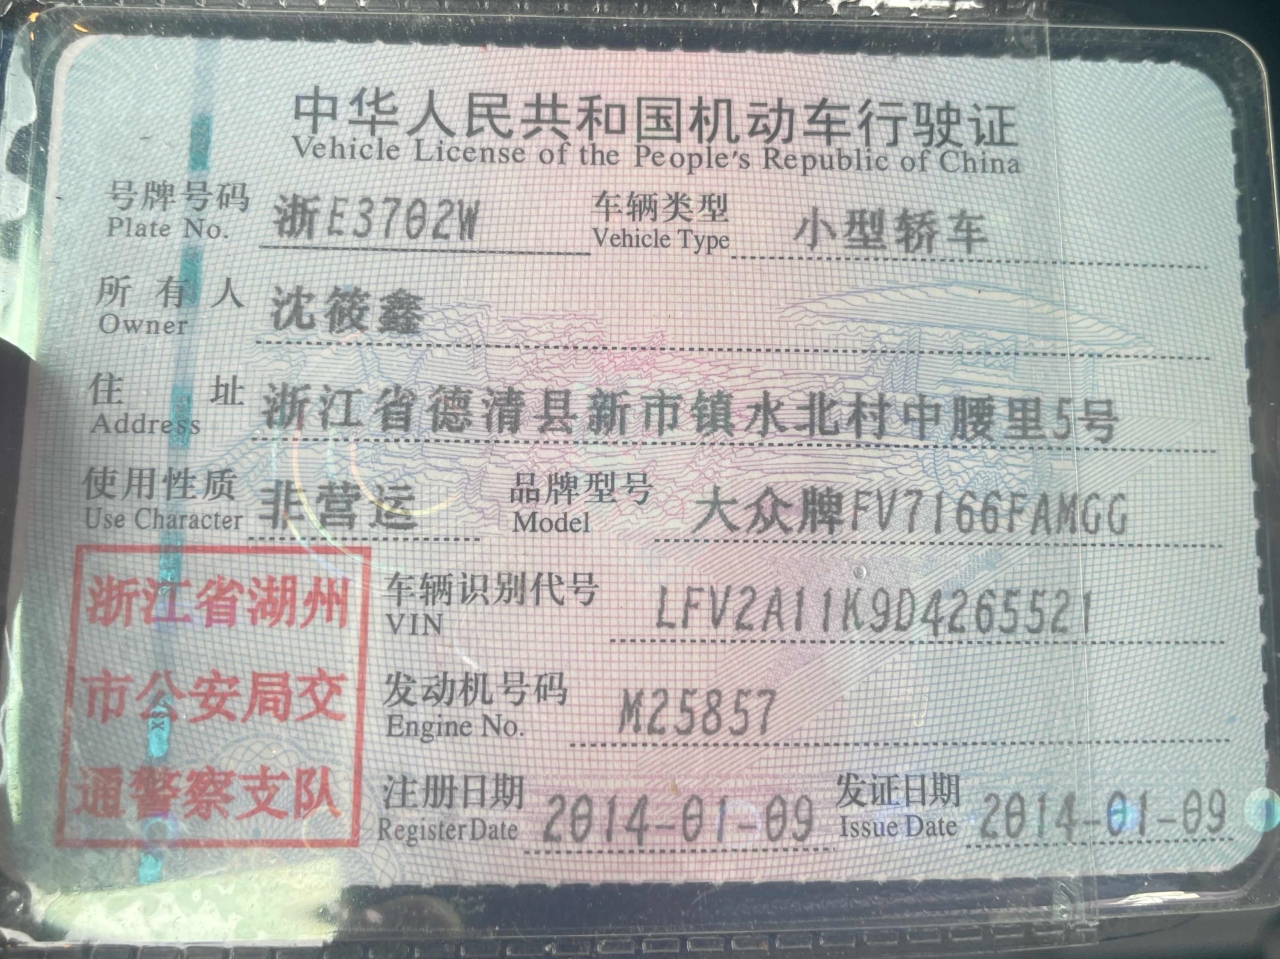 中华人民共和国机动车行驶证
Vehicle License of the People's Republic of China
号牌号码 浙E3702W 车辆类型 小型轿车
Plate No. Vehicle Type
所有人 沈筱鑫
Owner
住址 浙江省德清县新市镇水北村中腰里5号
Address
使用性质 非营运 品牌型号 大众牌FV7166FAMGG
Use Character Model
浙江省湖州
市公安局交
通警察支队
车辆识别代号 LFV2A11K9D4265521
VIN
发动机号码 M25857
Engine No.
注册日期 2014-01-09 发证日期 2014-01-09
Register Date Issue Date